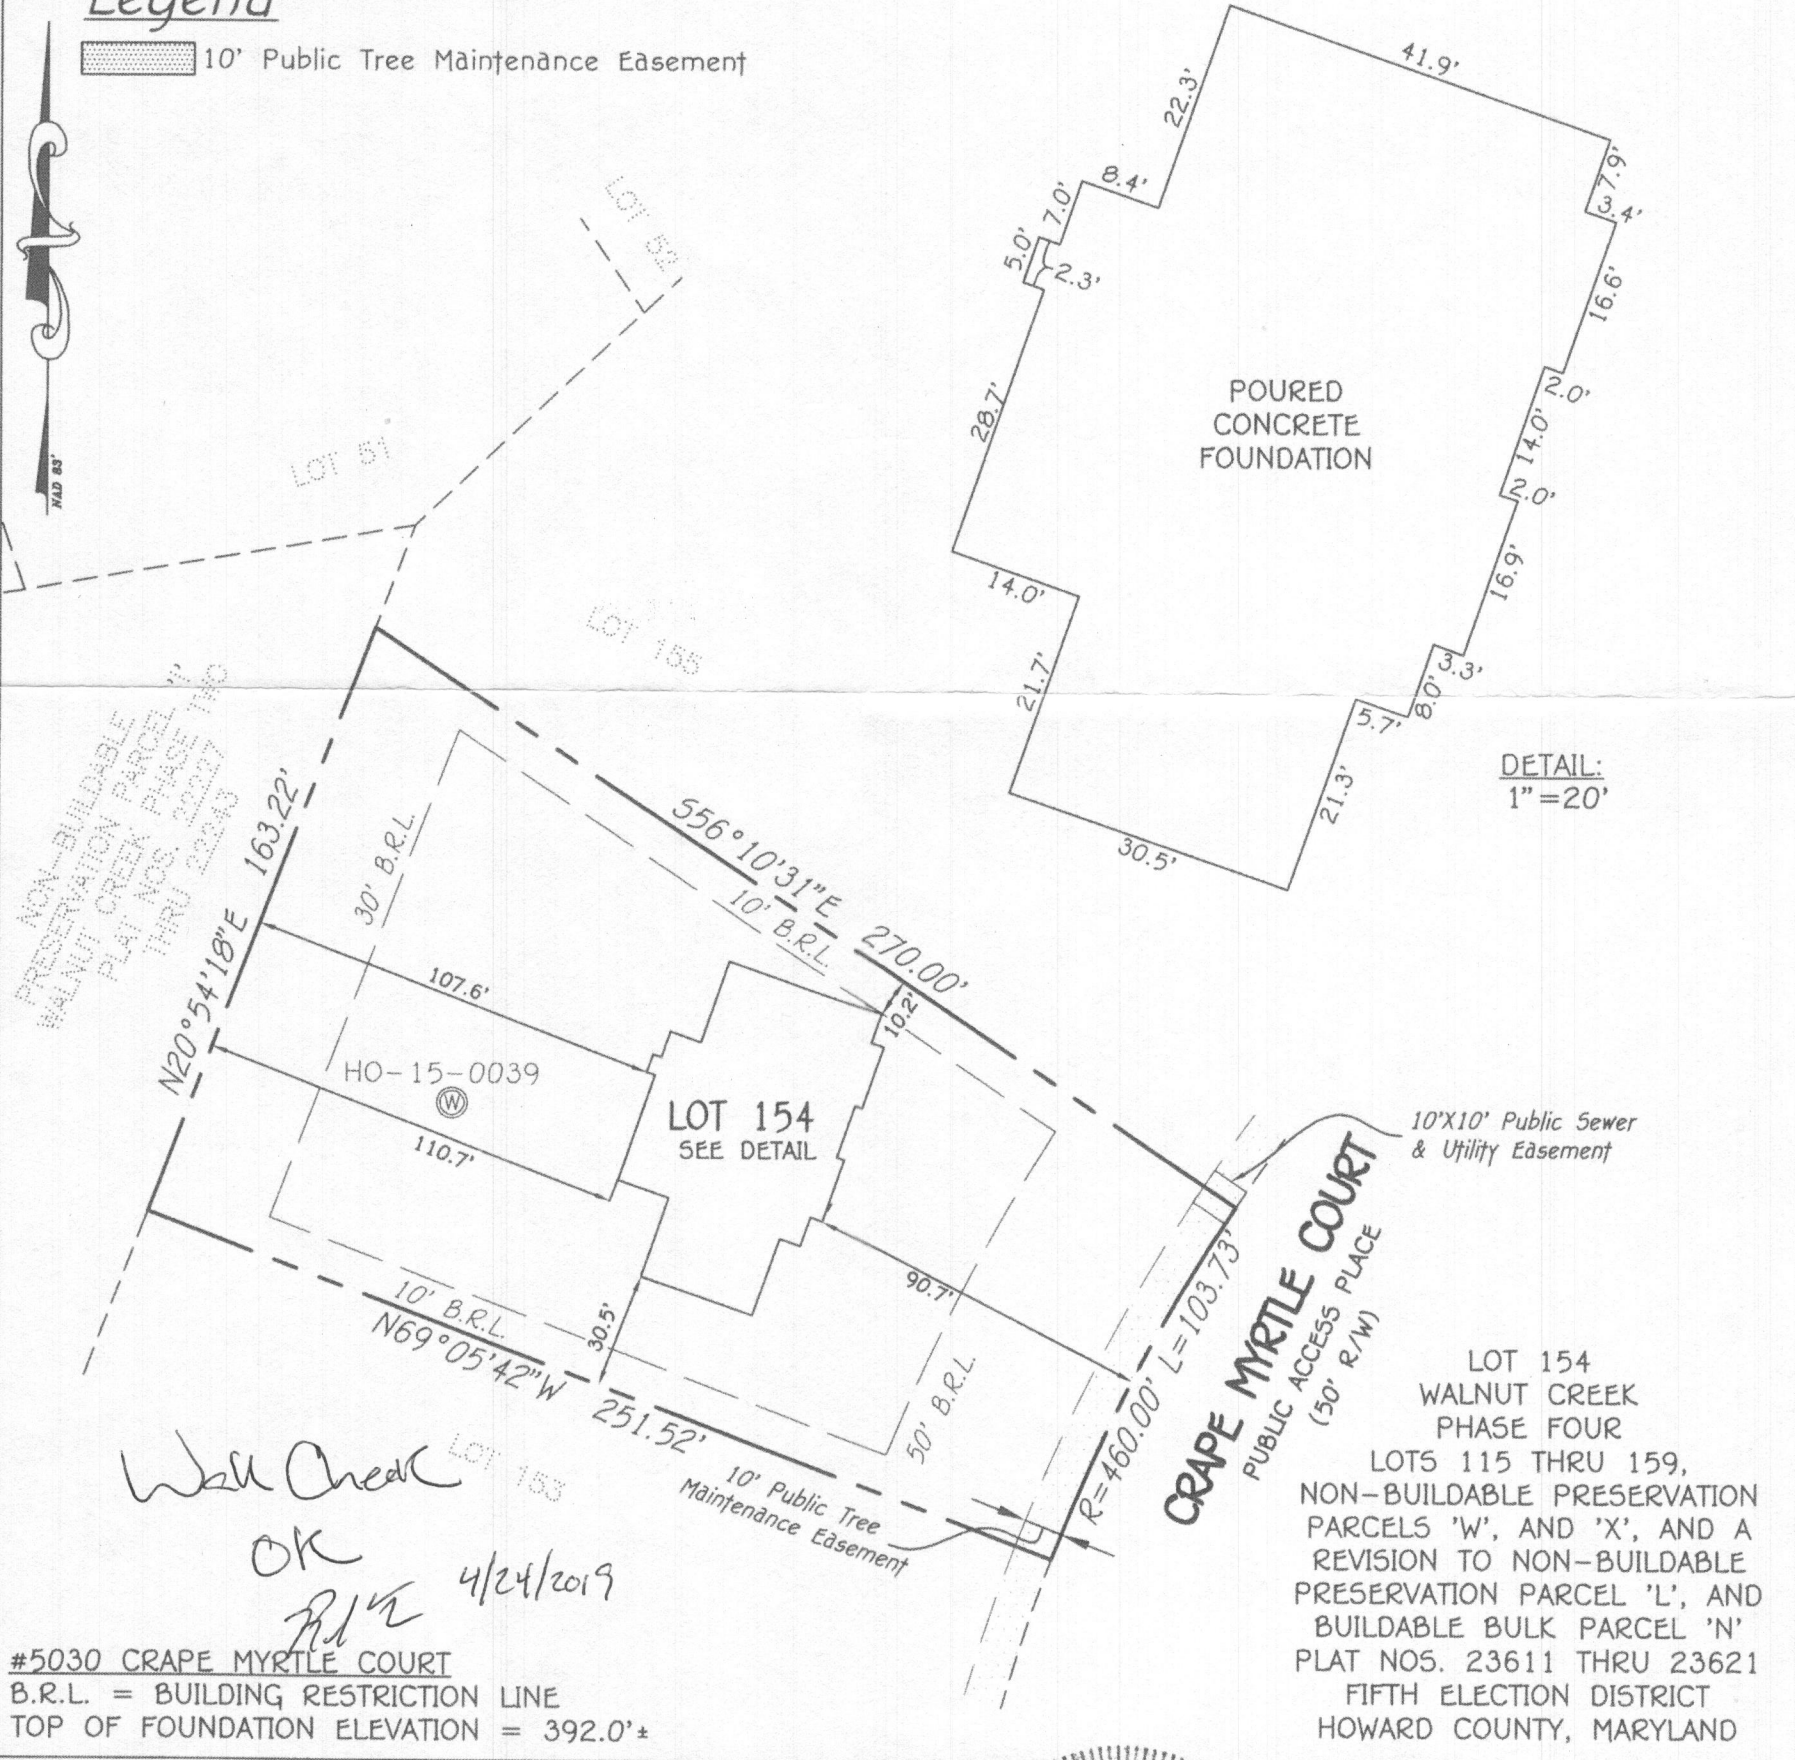 Legend
10' Public Tree Maintenance Easement
NAD 83'
41.9'
22.3'
7.9'
3.4'
8.4'
7.0'
5.0'
2.3'
16.6'
2.0'
14.0'
2.0'
28.7'
16.9'
14.0'
3.3'
8.0'
5.7'
21.7'
21.3'
30.5'
POURED
CONCRETE
FOUNDATION
DETAIL:
1"=20'
LOT 52
LOT 51
LOT 155
NON-BUILDABLE
PRESERVATION PARCEL 'I'
WALNUT CREEK PHASE TWO
PLAT NOS.
THRU 23243
N20°54'18"E 163.22'
S56°10'31"E 270.00'
30' B.R.L.
10' B.R.L.
107.6'
10.2'
HO-15-0039
W
110.7'
LOT 154
SEE DETAIL
10'X10' Public Sewer
& Utility Easement
90.7'
30.5'
10' B.R.L.
N69°05'42"W 251.52'
50' B.R.L.
R=460.00' L=103.73'
CRAPE MYRTLE COURT
PUBLIC ACCESS PLACE
(50' R/W)
LOT 153
10' Public Tree
Maintenance Easement
Wall Check
OK
4/24/2019
#5030 CRAPE MYRTLE COURT
B.R.L. = BUILDING RESTRICTION LINE
TOP OF FOUNDATION ELEVATION = 392.0'±
LOT 154
WALNUT CREEK
PHASE FOUR
LOTS 115 THRU 159,
NON-BUILDABLE PRESERVATION
PARCELS 'W', AND 'X', AND A
REVISION TO NON-BUILDABLE
PRESERVATION PARCEL 'L', AND
BUILDABLE BULK PARCEL 'N'
PLAT NOS. 23611 THRU 23621
FIFTH ELECTION DISTRICT
HOWARD COUNTY, MARYLAND